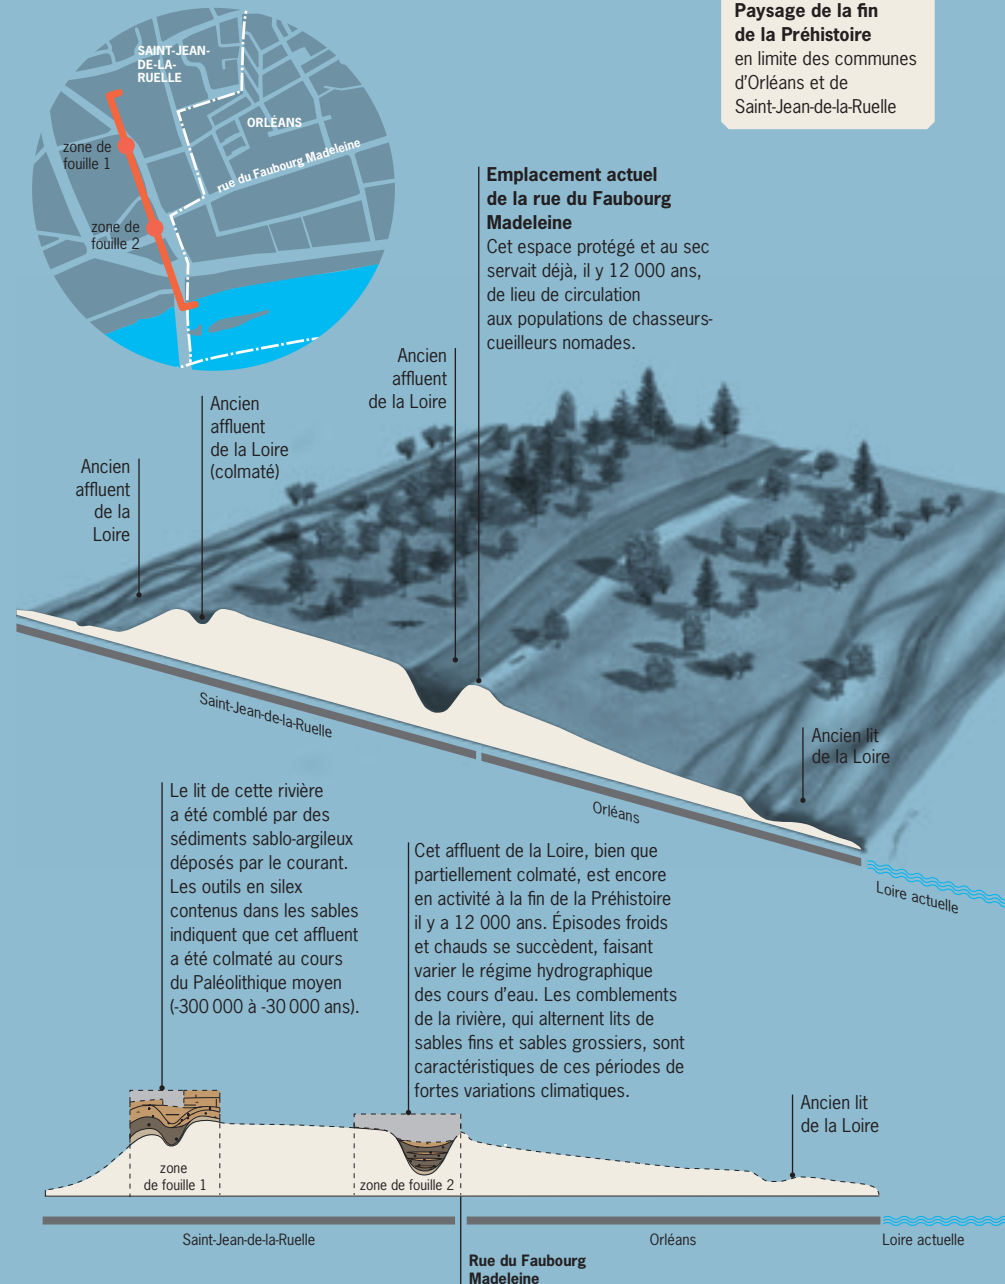 Paysage de la fin
de la Préhistoire
en limite des communes
d'Orléans et de
Saint-Jean-de-la-Ruelle
SAINT-JEAN-
DE-LA-
RUELLE
ORLÉANS
rue du Faubourg Madeleine
zone de
fouille 1
zone de
fouille 2
Emplacement actuel
de la rue du Faubourg
Madeleine
Cet espace protégé et au sec
servait déjà, il y 12 000 ans,
de lieu de circulation
aux populations de chasseurs-
cueilleurs nomades.
Ancien
affluent
de la Loire
Ancien
affluent
de la Loire
(colmaté)
Ancien
affluent
de la
Loire
Saint-Jean-de-la-Ruelle
Ancien lit
de la Loire
Orléans
Loire actuelle
Le lit de cette rivière
a été comblé par des
sédiments sablo-argileux
déposés par le courant.
Les outils en silex
contenus dans les sables
indiquent que cet affluent
a été colmaté au cours
du Paléolithique moyen
(-300 000 à -30 000 ans).
Cet affluent de la Loire, bien que
partiellement colmaté, est encore
en activité à la fin de la Préhistoire
il y a 12 000 ans. Épisodes froids
et chauds se succèdent, faisant
varier le régime hydrographique
des cours d'eau. Les comblements
de la rivière, qui alternent lits de
sables fins et sables grossiers, sont
caractéristiques de ces périodes de
fortes variations climatiques.
Ancien lit
de la Loire
zone
de fouille 1
zone de fouille 2
Saint-Jean-de-la-Ruelle
Orléans
Loire actuelle
Rue du Faubourg
Madeleine